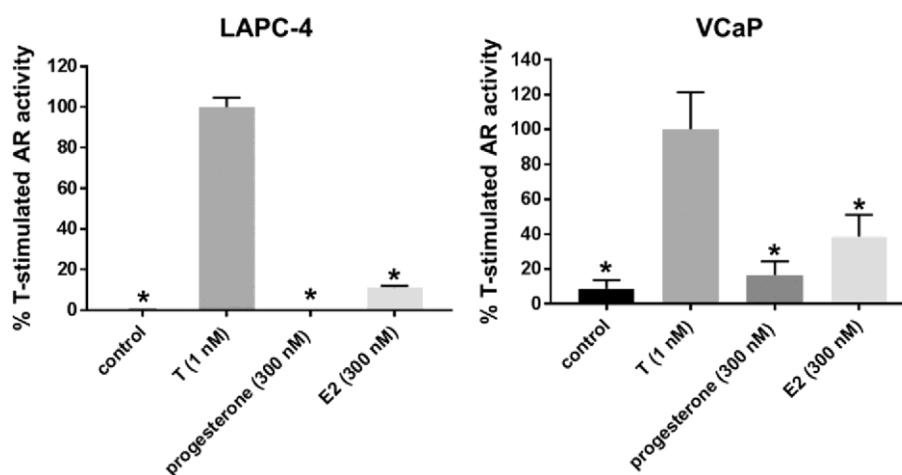 LAPC-4
% T-stimulated AR activity
120
100
80
60
40
20
0
*
*
*
control
T (1 nM)
progesterone (300 nM)
E2 (300 nM)
VCaP
% T-stimulated AR activity
140
120
100
80
60
40
20
0
*
*
*
control
T (1 nM)
progesterone (300 nM)
E2 (300 nM)